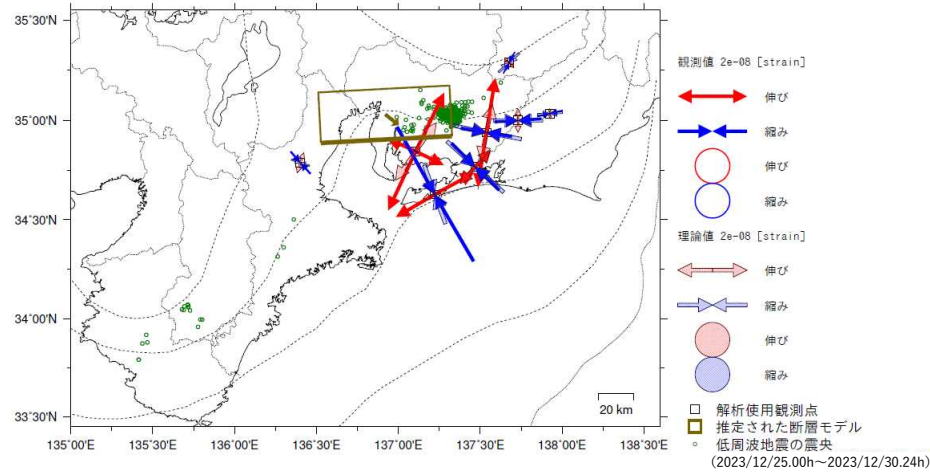 35°30'N
35°00'N
34°30'N
34°00'N
33°30'N
135°00'E
135°30'E
136°00'E
136°30'E
137°00'E
137°30'E
138°00'E
138°30'E
20 km
観測値 2e-08 [strain]
伸び
縮み
伸び
縮み
理論値 2e-08 [strain]
伸び
縮み
伸び
縮み
解析使用観測点
推定された断層モデル
低周波地震の震央
(2023/12/25.00h~2023/12/30.24h)